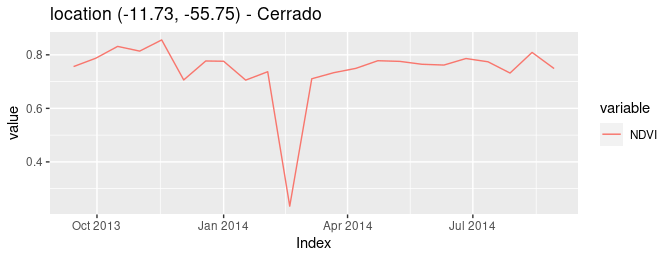 location (-11.73, -55.75) - Cerrado
0.8
0.6
0.4
value
Oct 2013
Jan 2014
Apr 2014
Jul 2014
Index
variable
NDVI